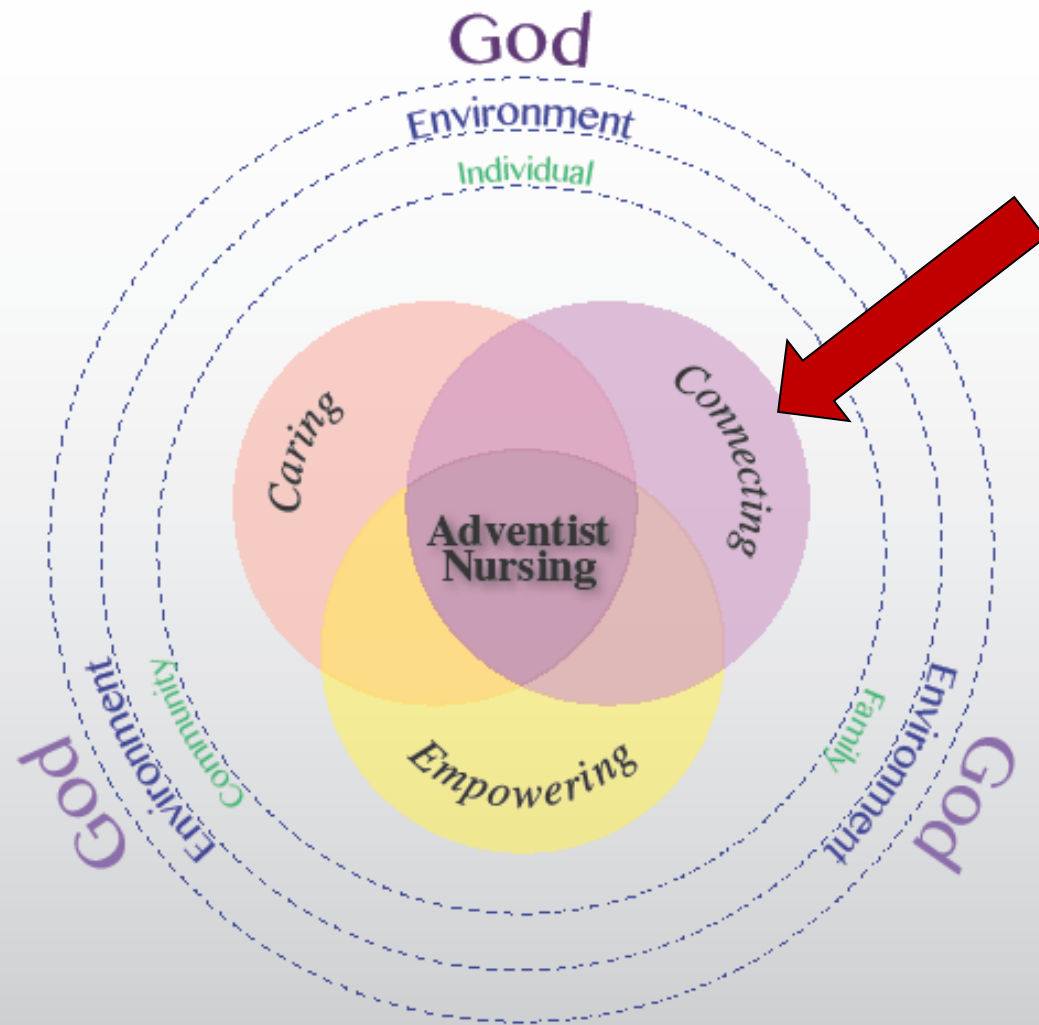 God
Environment
Individual
Caring
Connecting
Adventist
Nursing
Empowering
Community
Environment
God
Family
Environment
God